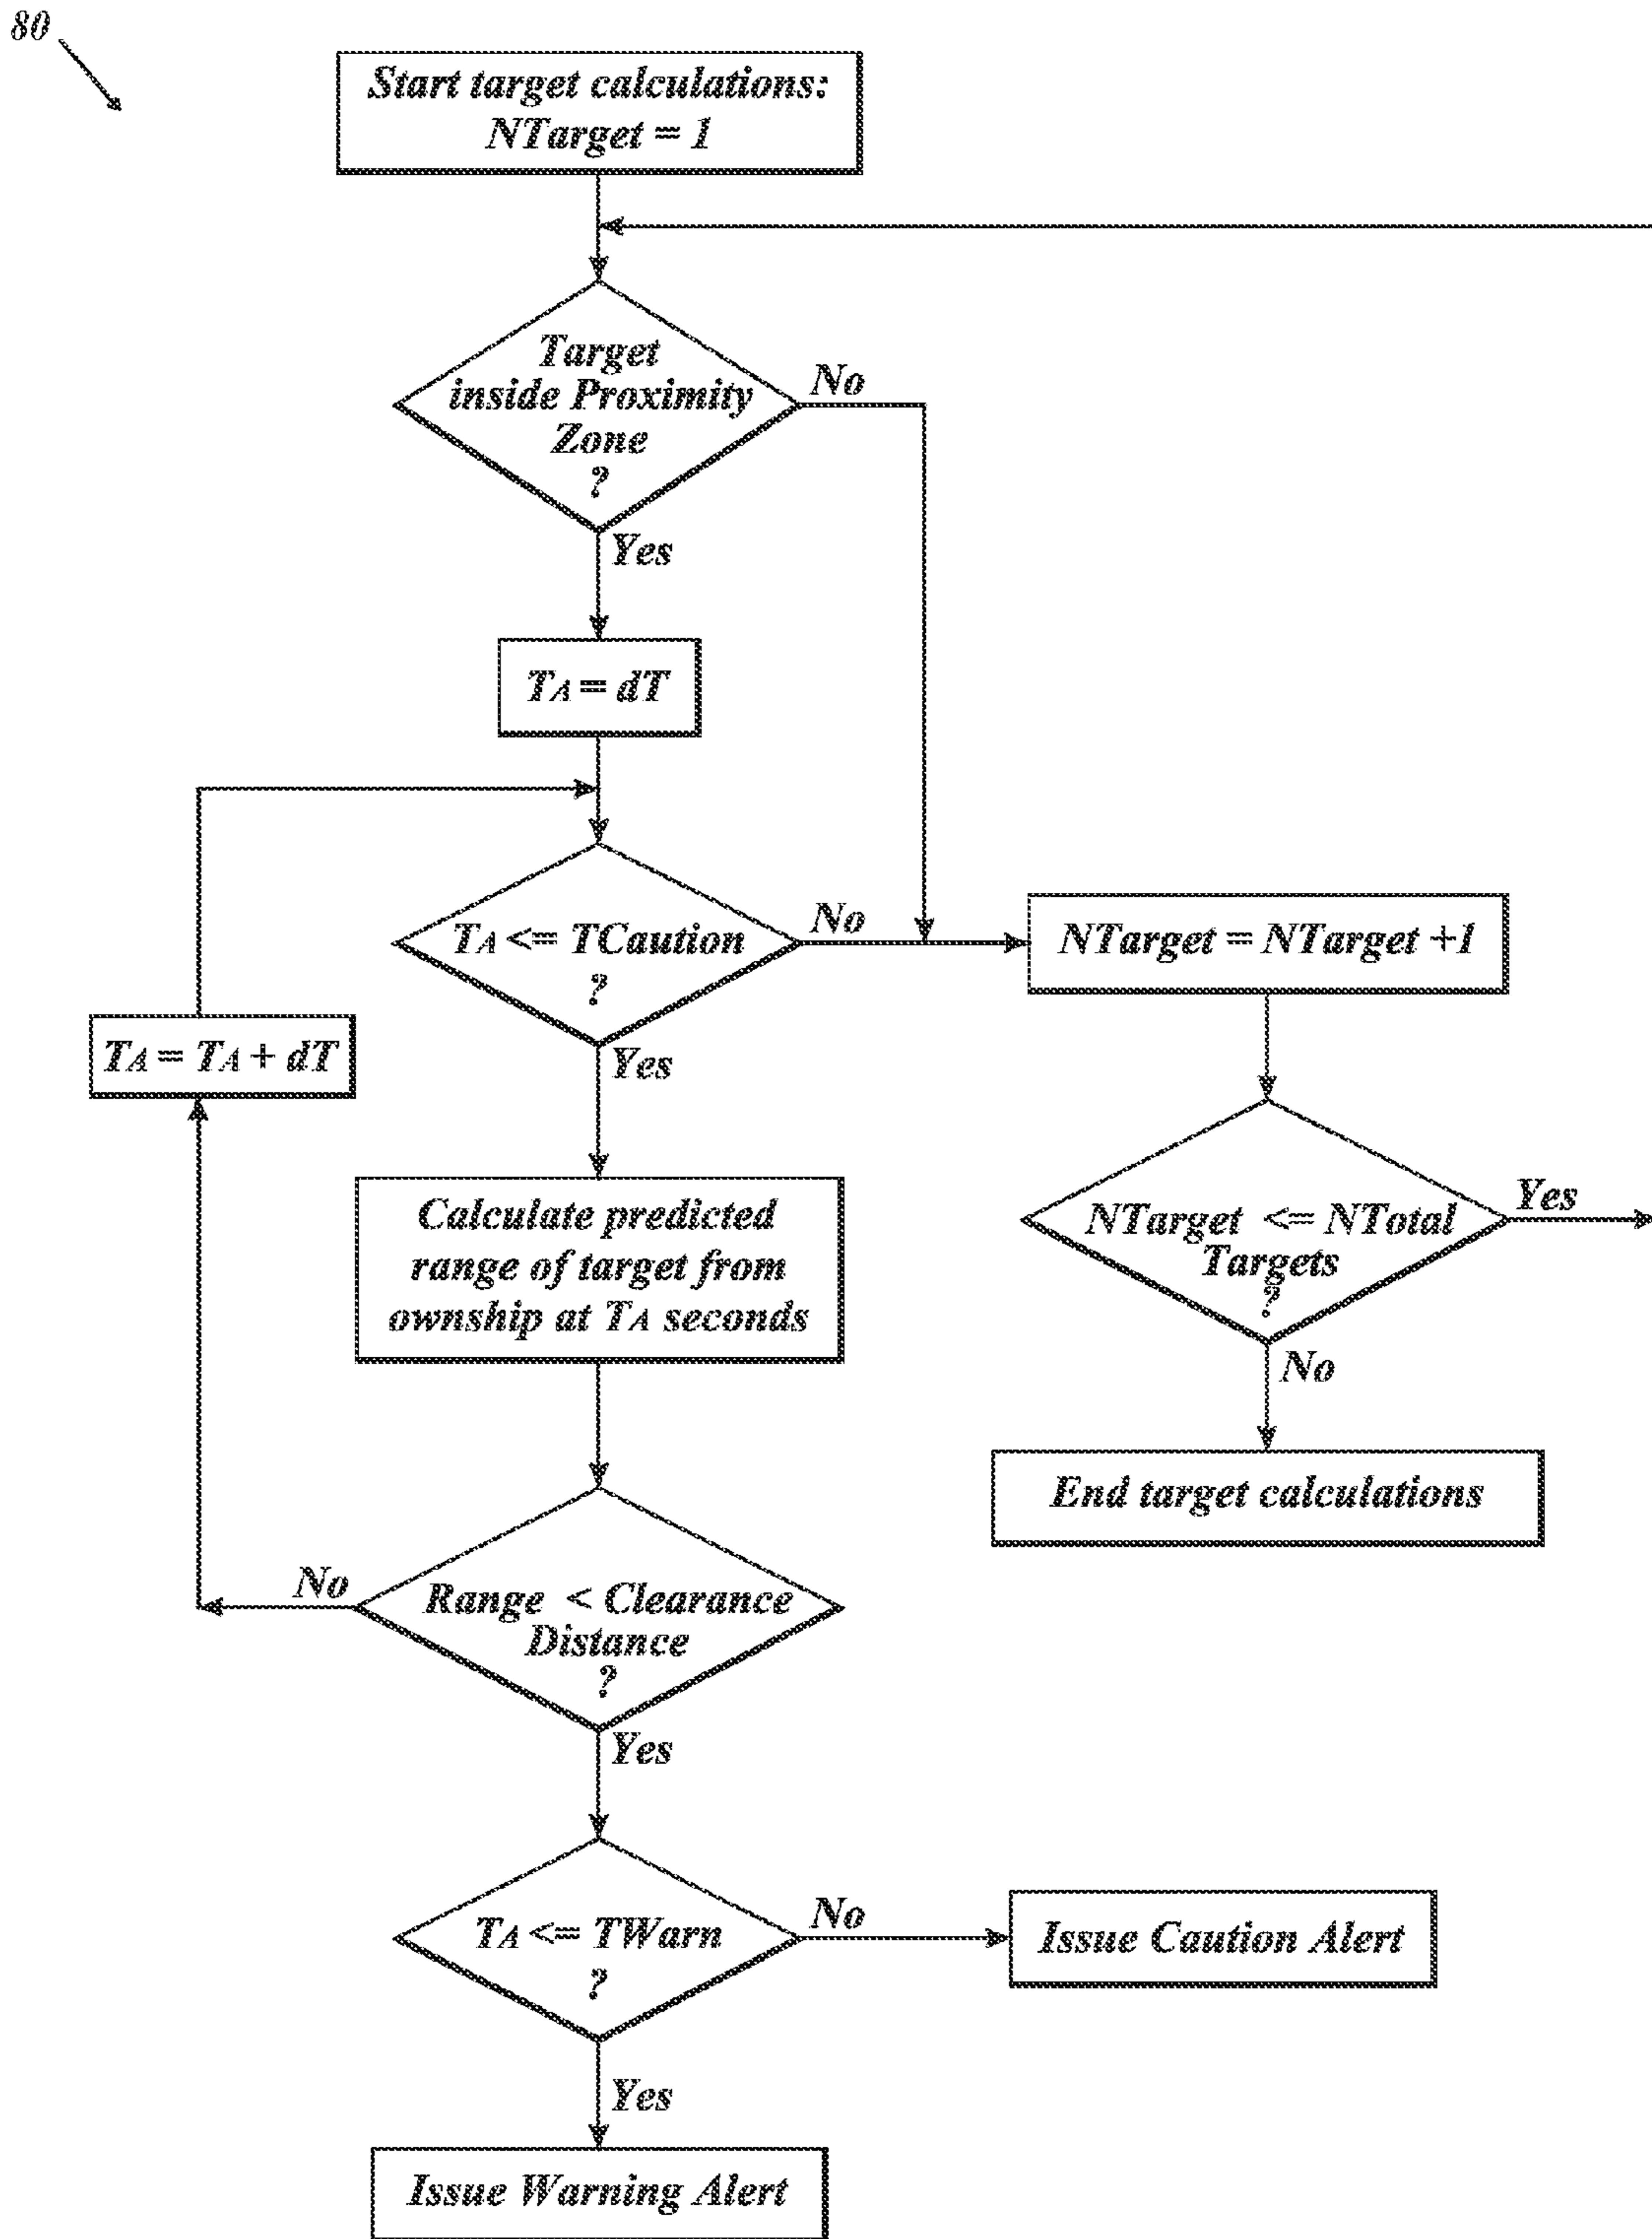 80
Start target calculations:
NTarget = 1
Target
inside Proximity
Zone
?
No
Yes
TA = dT
TA <= TCaution
?
No
NTarget = NTarget +1
TA = TA + dT
Yes
Calculate predicted
range of target from
ownship at TA seconds
NTarget <= NTotal
Targets
?
Yes
No
End target calculations
Range < Clearance
Distance
?
No
Yes
TA <= TWarn
?
No
Issue Caution Alert
Yes
Issue Warning Alert